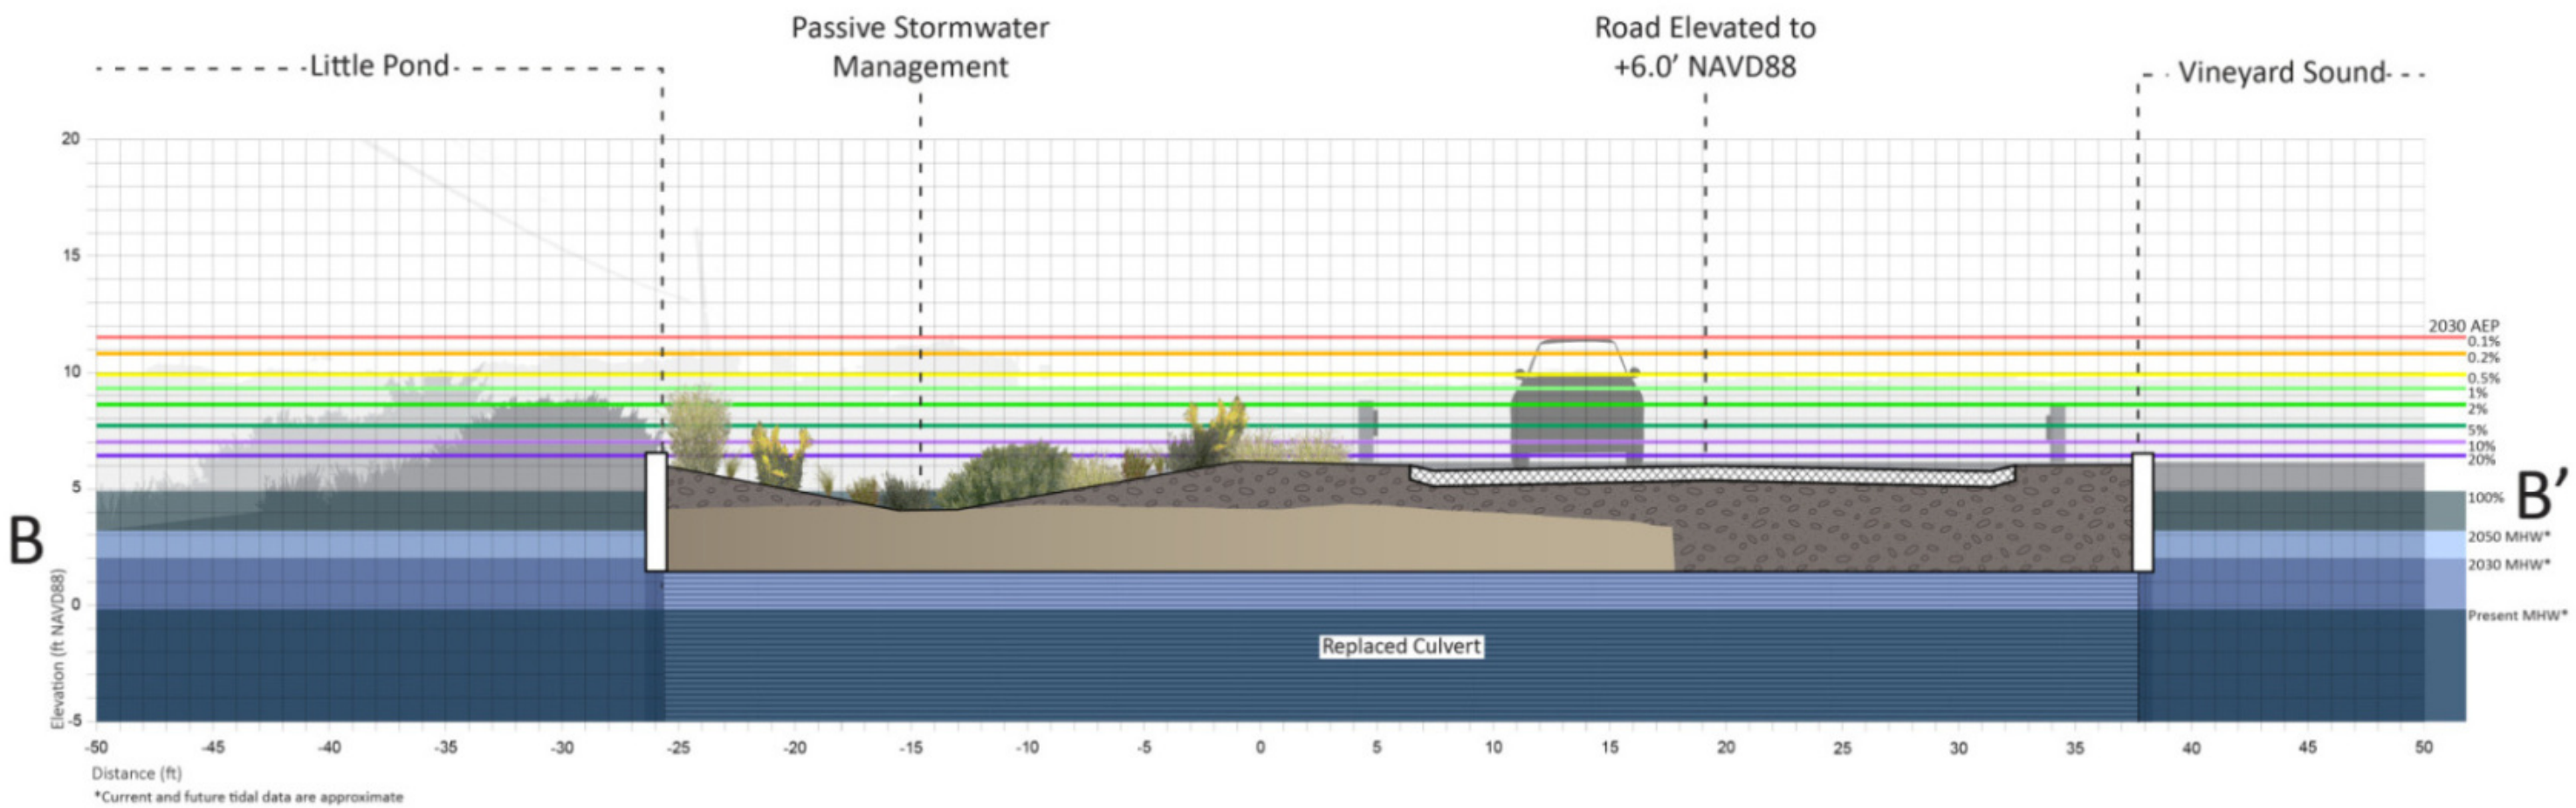 Passive Stormwater
Management
Road Elevated to
+6.0’ NAVD88
Little Pond
Vineyard Sound
20
15
10
5
0
-5
Elevation (ft NAVD88)
2030 AEP
0.1%
0.2%
0.5%
1%
2%
5%
10%
20%
100%
2050 MHW*
2030 MHW*
Present MHW*
B
B’
Replaced Culvert
-50 -45 -40 -35 -30 -25 -20 -15 -10 -5 0 5 10 15 20 25 30 35 40 45 50
Distance (ft)
*Current and future tidal data are approximate